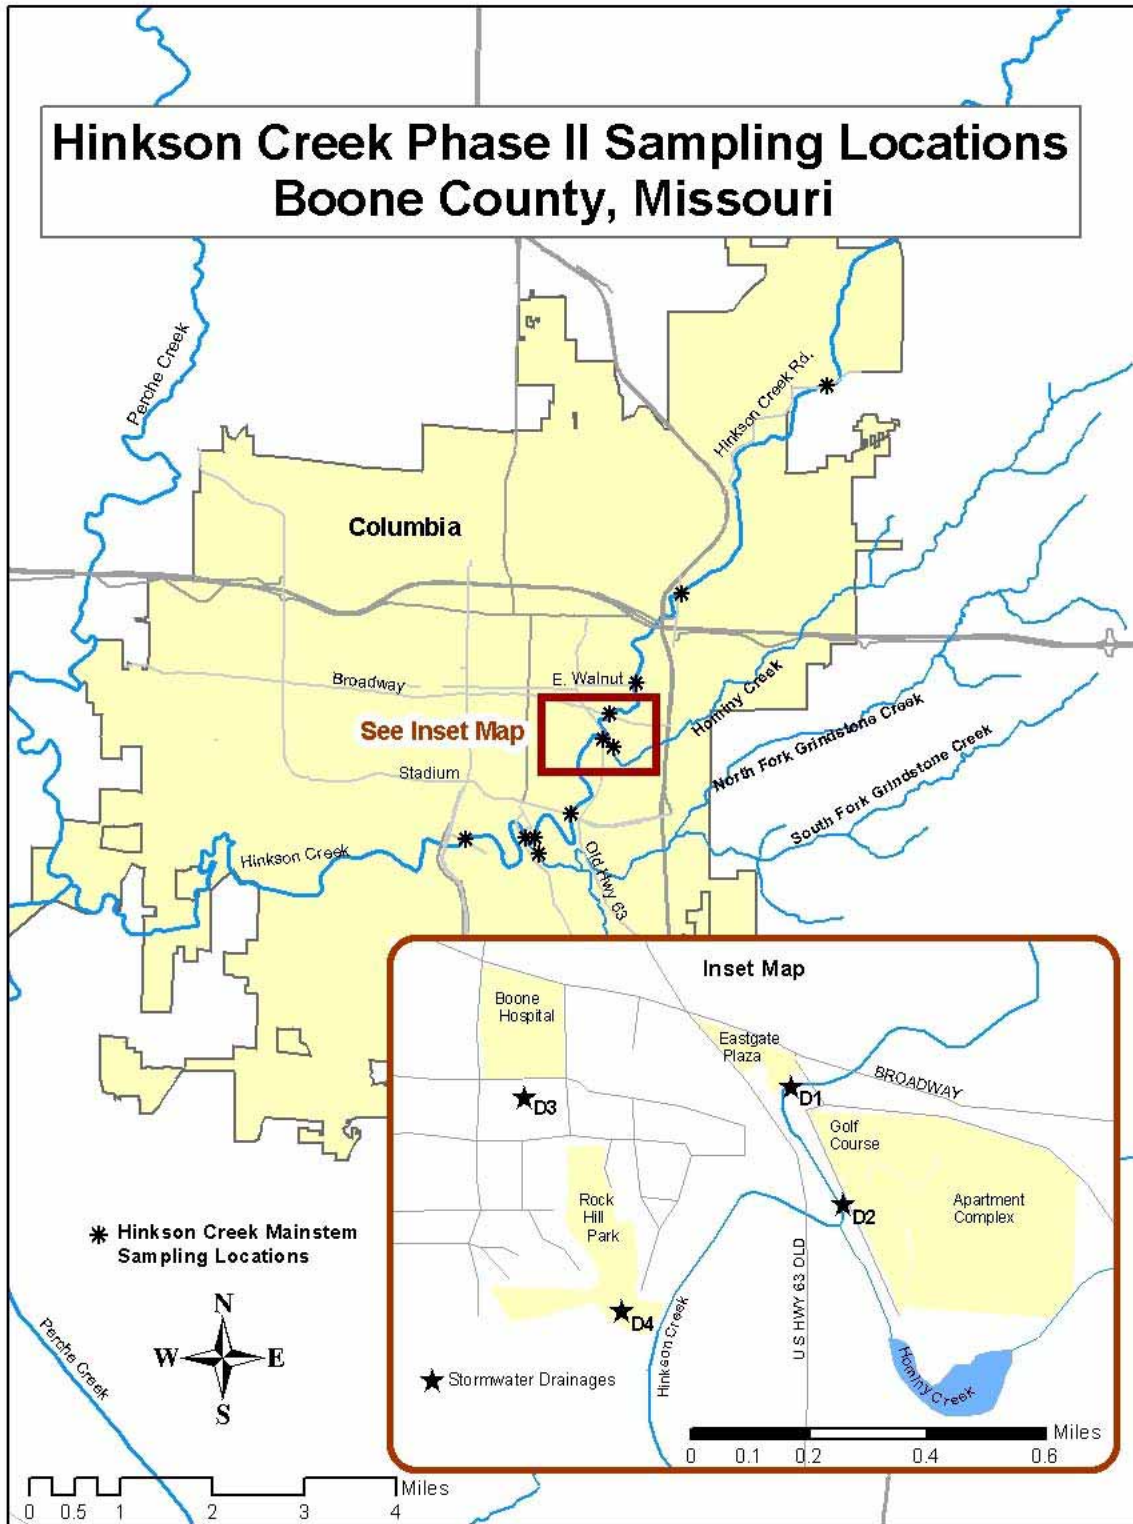 Hinkson Creek Phase II Sampling Locations
Boone County, Missouri
Perche Creek
Hinkson Creek Rd.
Columbia
E. Walnut
Broadway
Hominy Creek
See Inset Map
North Fork Grindstone Creek
Stadium
South Fork Grindstone Creek
Hinkson Creek
Old Hwy 63
Inset Map
Boone
Hospital
Eastgate
Plaza
BROADWAY
D1
D3
Golf
Course
Rock
Hill
Park
Apartment
Complex
D2
Hinkson Creek Mainstem
Sampling Locations
U S HWY 63 OLD
D4
N
W E
S
Perche Creek
Hinkson Creek
Hominy Creek
Stormwater Drainages
Miles
0 0.1 0.2 0.4 0.6
Miles
0 0.5 1 2 3 4